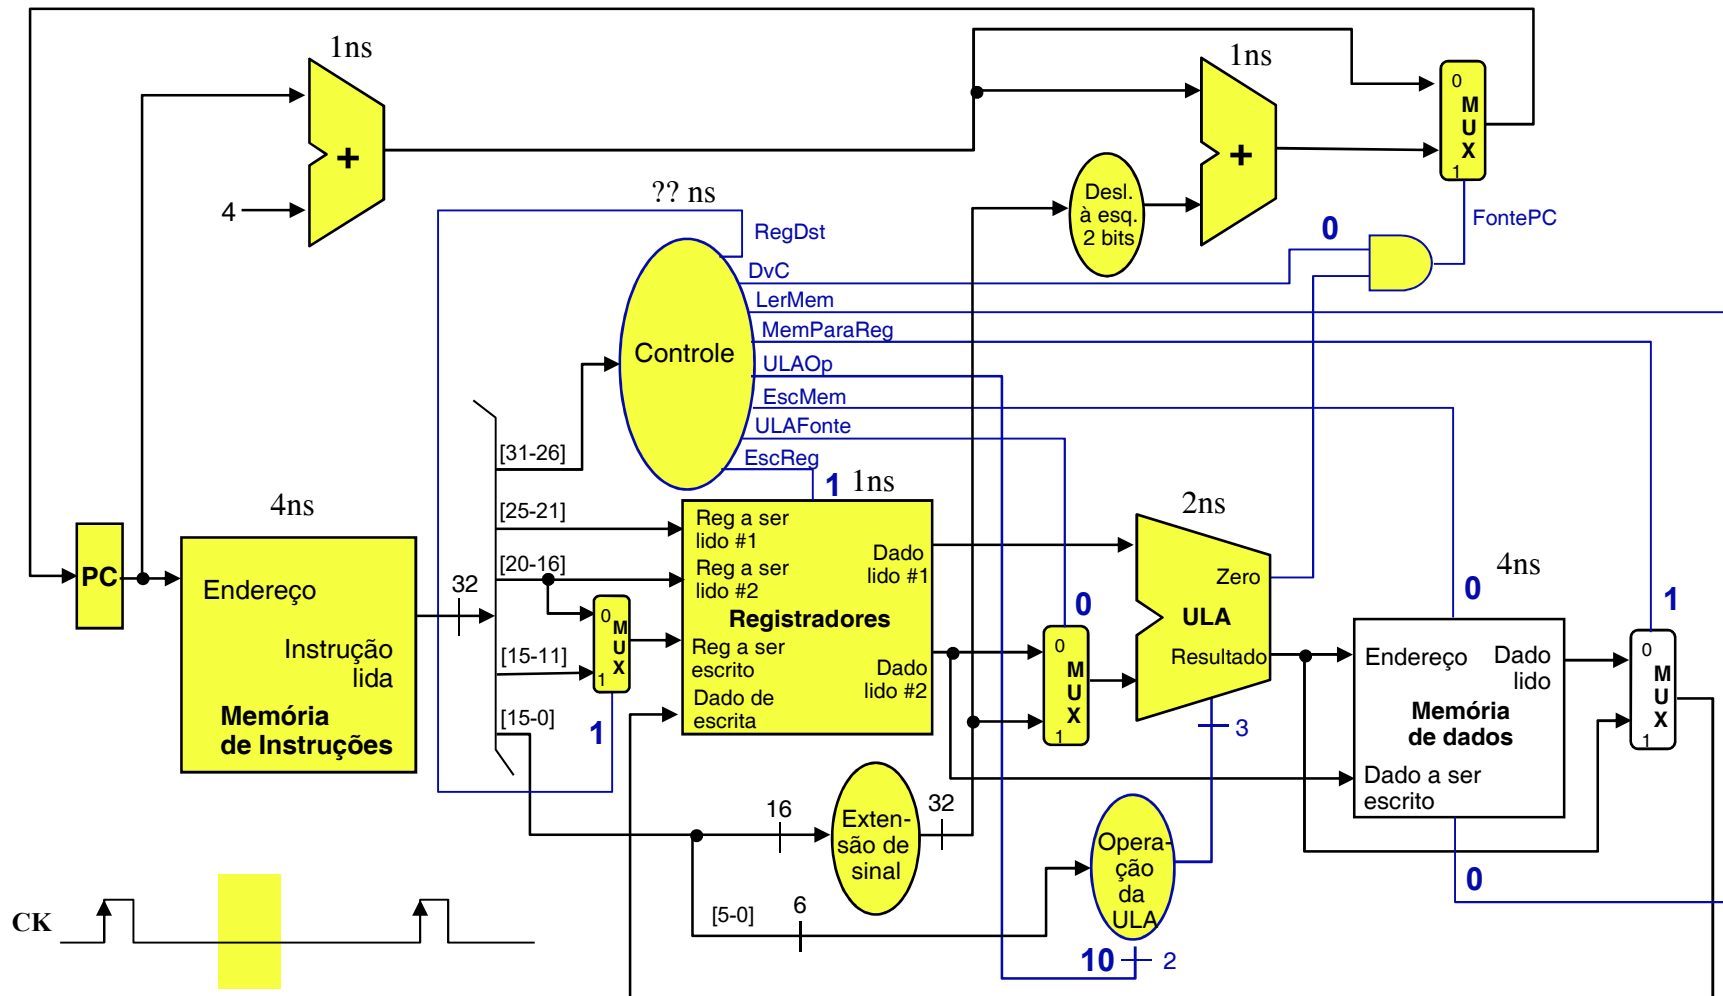 1ns
1ns
0
M
U
X
1
+
+
4
?? ns
Desl.
à esq.
2 bits
RegDst
0
FontePC
DvC
LerMem
MemParaReg
Controle
ULAOp
EscMem
ULAFonte
EscReg
[31-26]
1
1ns
4ns
2ns
4ns
[25-21]
Reg a ser
lido #1
Dado
lido #1
[20-16]
Reg a ser
lido #2
Zero
0
1
PC
Endereço
32
0
M
U
X
1
Registradores
0
ULA
Instrução
lida
[15-11]
Reg a ser
escrito
Dado
lido #2
0
M
U
X
1
Resultado
Endereço
Dado
lido
0
M
U
X
1
Dado de
escrita
Memória
de Instruções
[15-0]
1
3
Memória
de dados
Dado a ser
escrito
16
Exten-
são de
sinal
32
Opera-
ção
da
ULA
0
CK
[5-0]
6
10
2